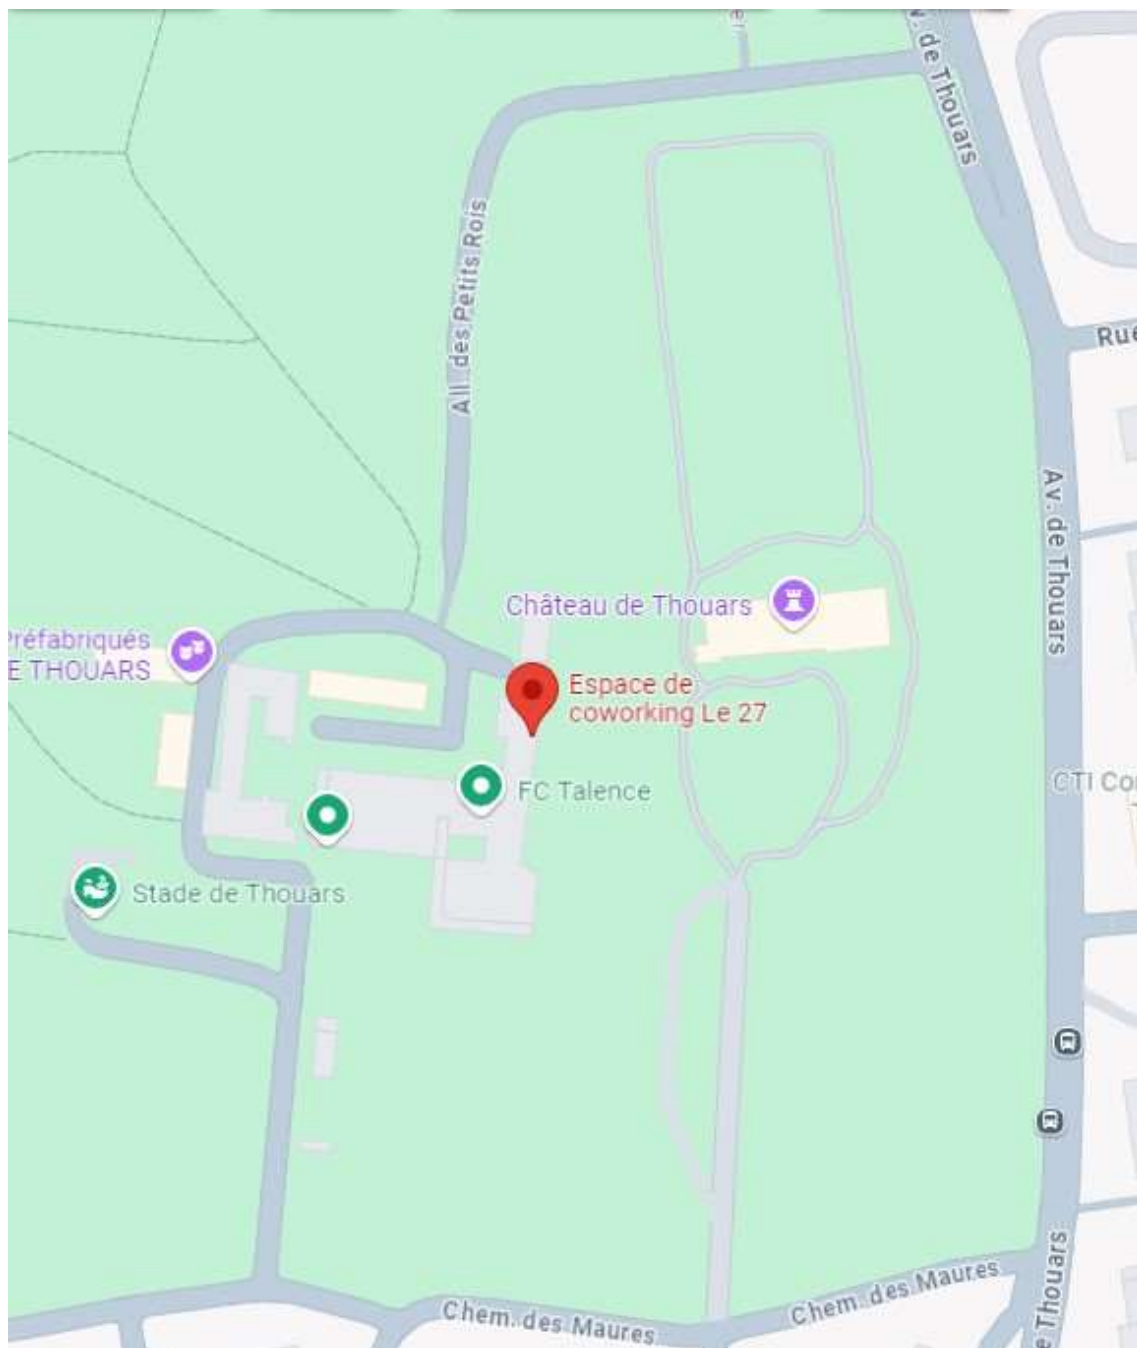 Av. de Thouars
All. des Petits Rois
Rue
Av. de Thouars
Château de Thouars
Préfabriqués
E THOUARS
Espace de
coworking Le 27
FC Talence
CTI Con
Stade de Thouars
Chem. des Maures
Chem. des Maures
e Thouars